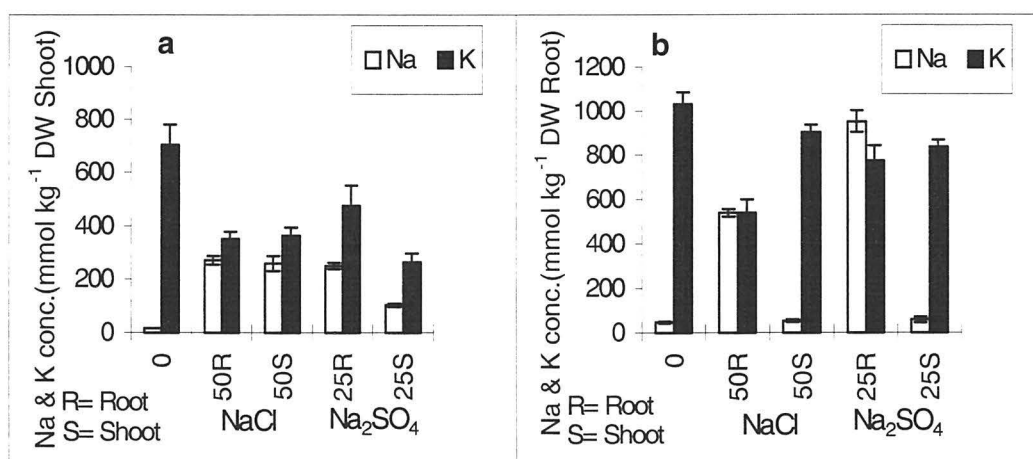 a
Na K
Na & K conc.(mmol kg⁻¹ DW Shoot)
1000
800
600
400
200
0
0
50R
50S
25R
25S
R= Root
S= Shoot
NaCl
Na₂SO₄
b
Na K
Na & K conc.(mmol kg⁻¹ DW Root)
1200
1000
800
600
400
200
0
0
50R
50S
25R
25S
R= Root
S= Shoot
NaCl
Na₂SO₄